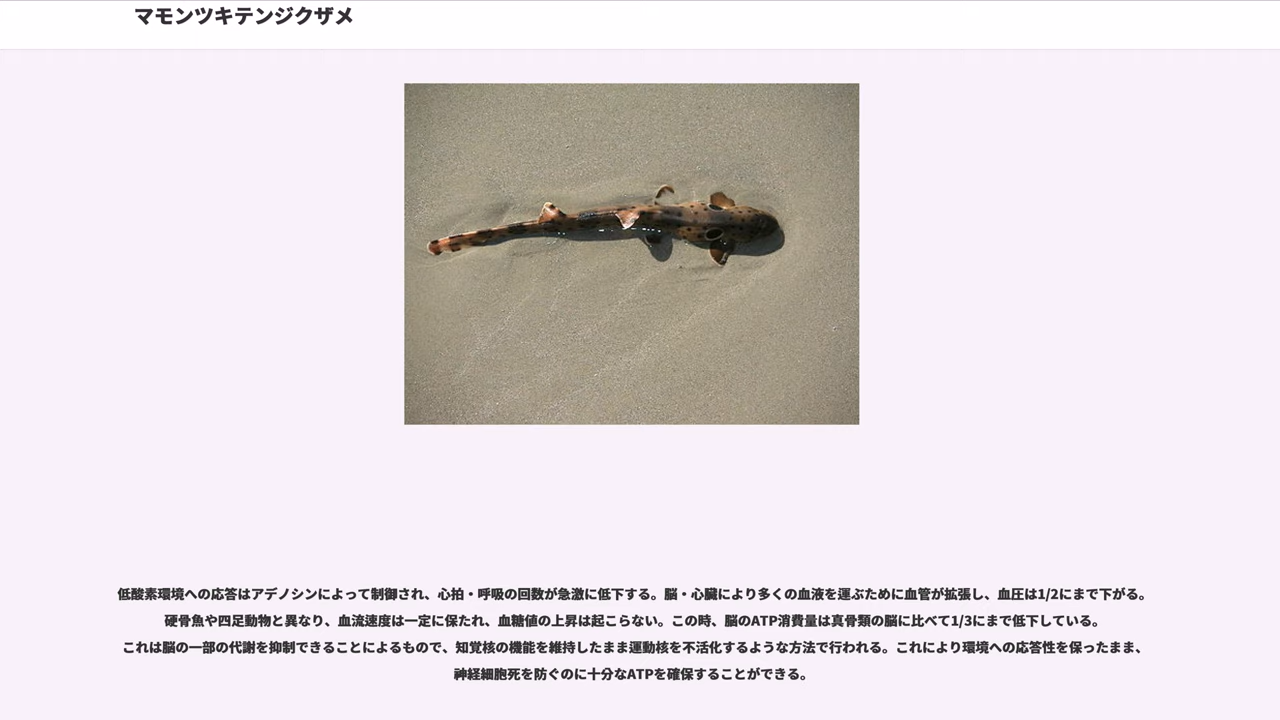 マモンツキテンジクザメ
低酸素環境への応答はアデノシンによって制御され、心拍・呼吸の回数が急激に低下する。脳・心臓により多くの血液を運ぶために血管が拡張し、血圧は1/2にまで下がる。
硬骨魚や四足動物と異なり、血流速度は一定に保たれ、血糖値の上昇は起こらない。この時、脳のATP消費量は真骨類の脳に比べて1/3にまで低下している。
これは脳の一部の代謝を抑制できることによるもので、知覚核の機能を維持したまま運動核を不活化するような方法で行われる。これにより環境への応答性を保ったまま、
神経細胞死を防ぐのに十分なATPを確保することができる。